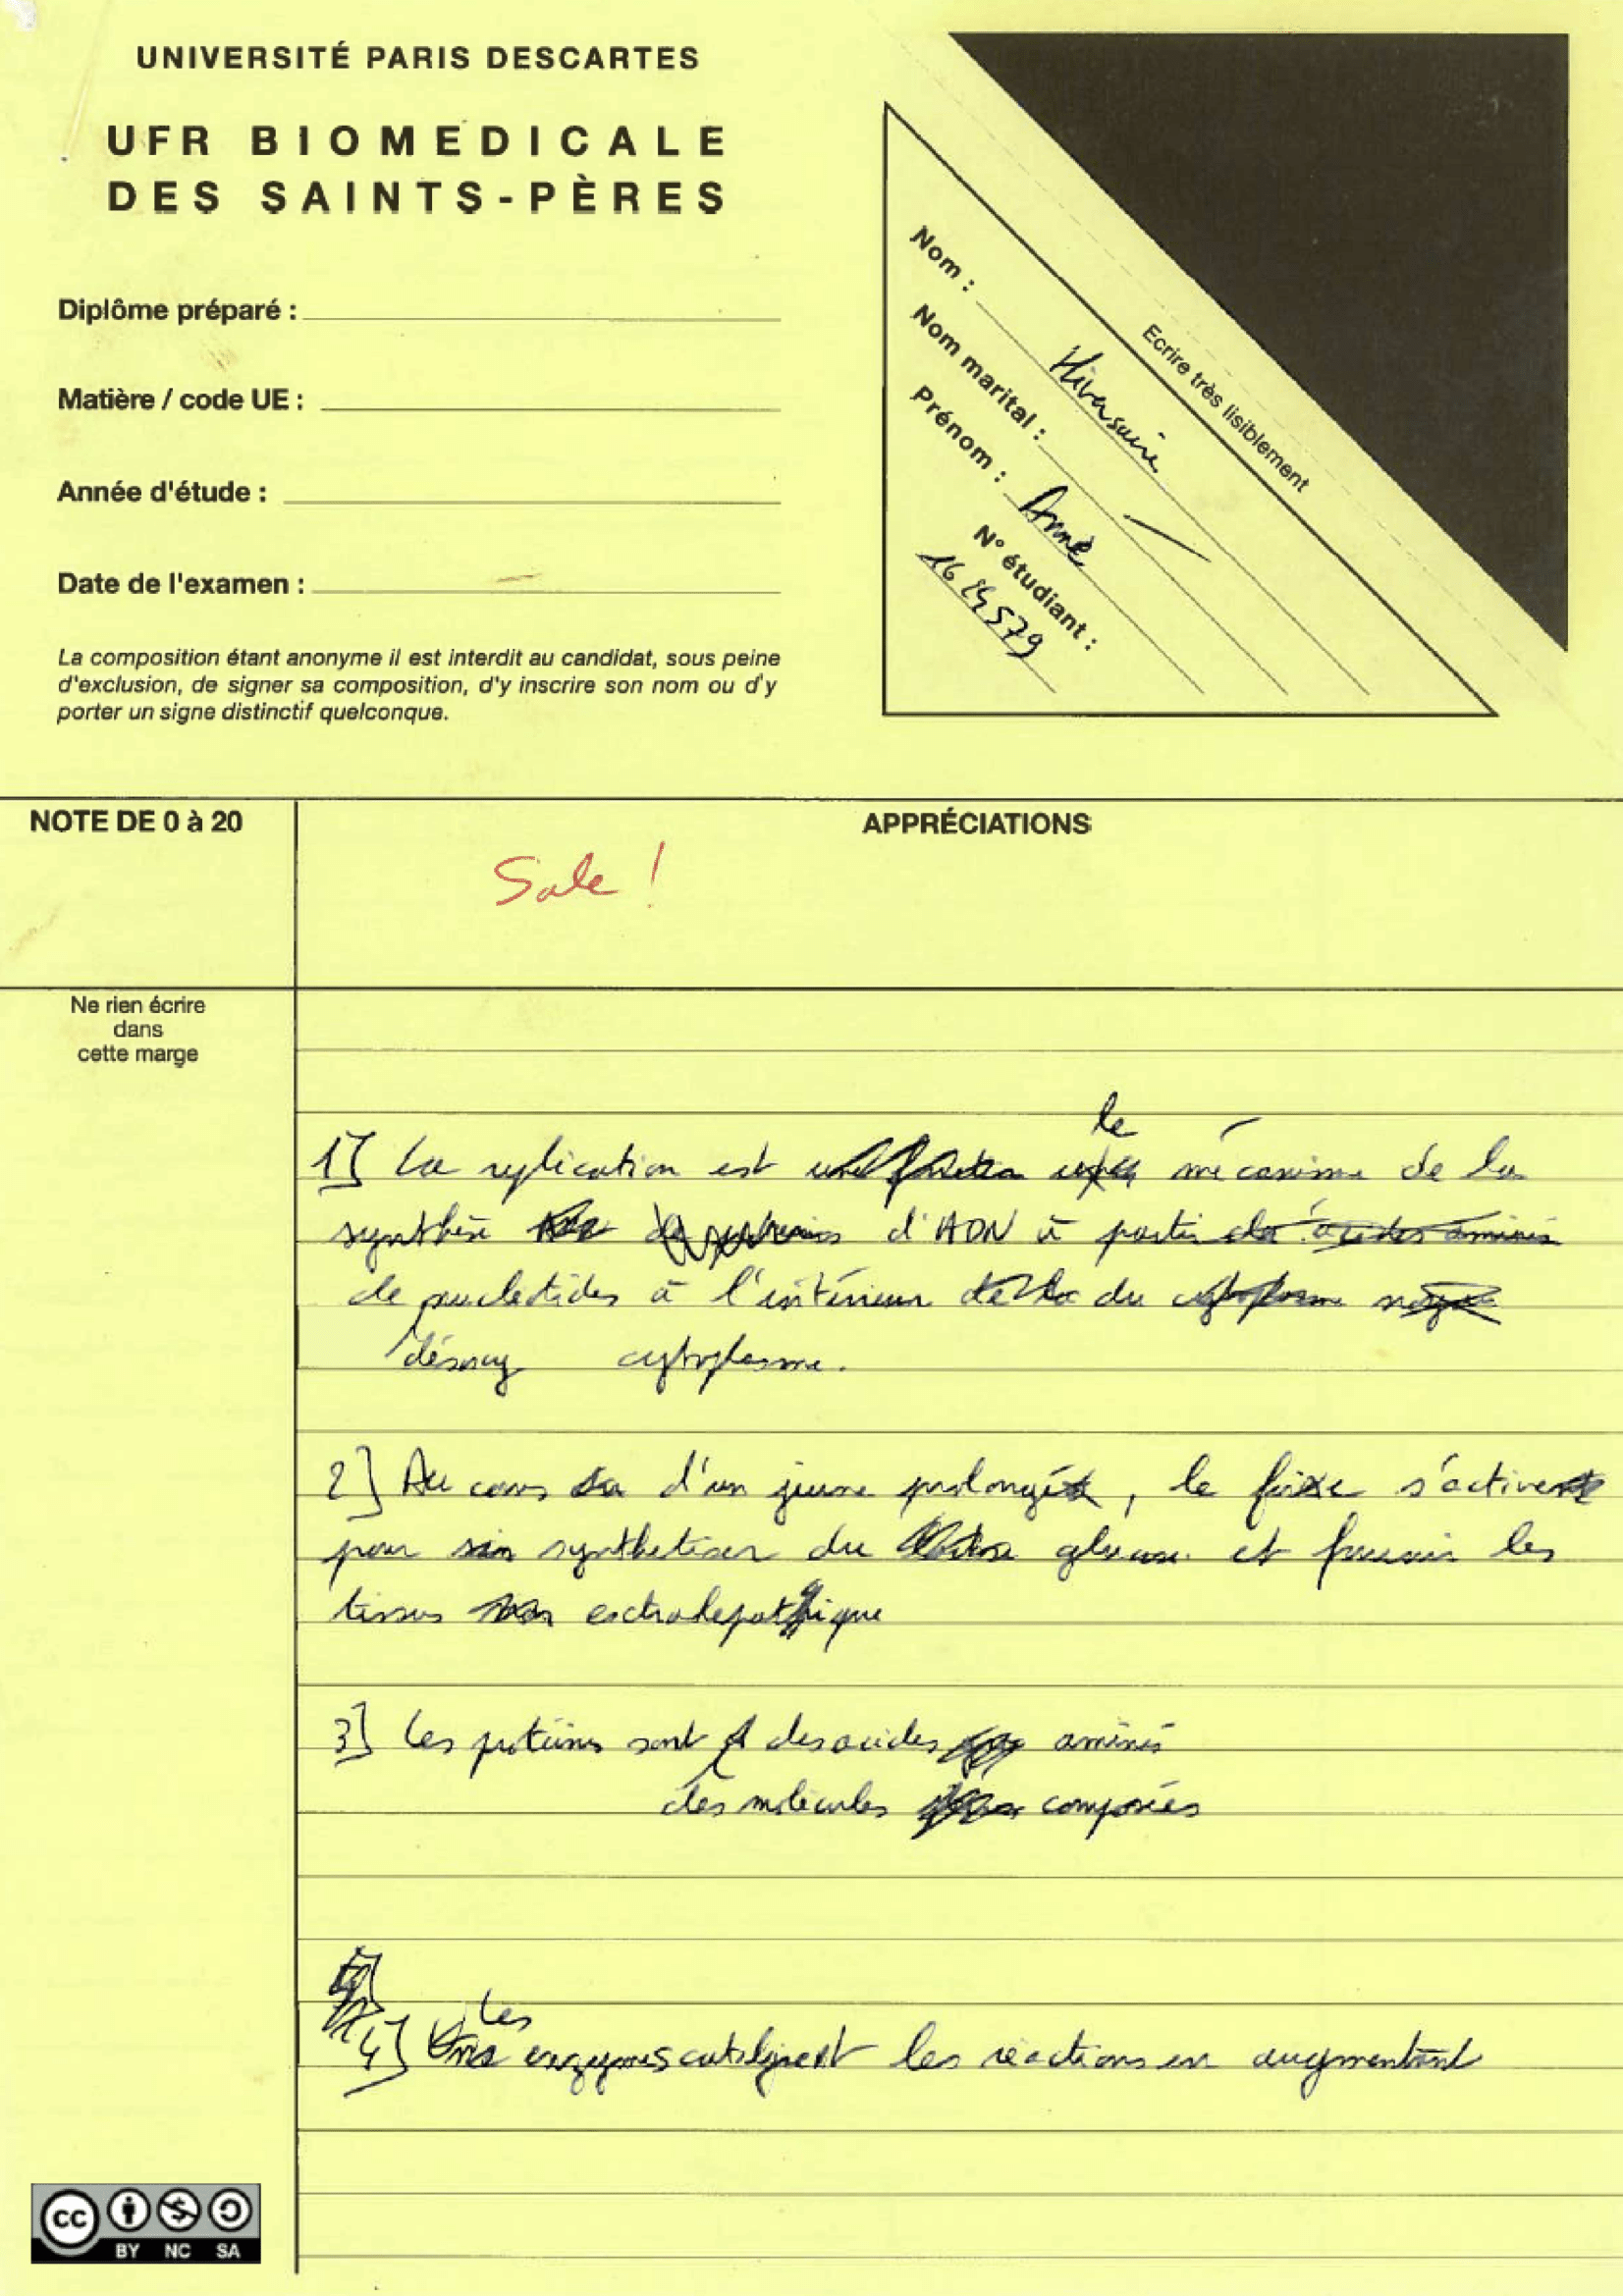 UNIVERSITÉ PARIS DESCARTES
UFR BIOMEDICALE
DES SAINTS-PÈRES
Diplôme préparé :
Matière / code UE :
Année d'étude :
Date de l'examen :
La composition étant anonyme il est interdit au candidat, sous peine
d'exclusion, de signer sa composition, d'y inscrire son nom ou d'y
porter un signe distinctif quelconque.
Ecrire très lisiblement
Nom : Hiversaire
Nom marital : —
Prénom : Anne
N° étudiant :
NOTE DE 0 à 20
APPRÉCIATIONS
Sale !
Ne rien écrire
dans
cette marge
le
1] La replication est mécanisme de la
synthèse d'ADN à partir des acides aminés
de nucleotides à l'intérieur du
désoxy cytoplasme.
2] Au cours d'un jeune prolongé, le foie s'active
pour synthetiser du glucose et fournir les
tissus extrahepatique
3] Les protéines sont des acides aminés
des molécules composées
Les
4] enzymes catalysent les réactions en augmentant
CC BY NC SA